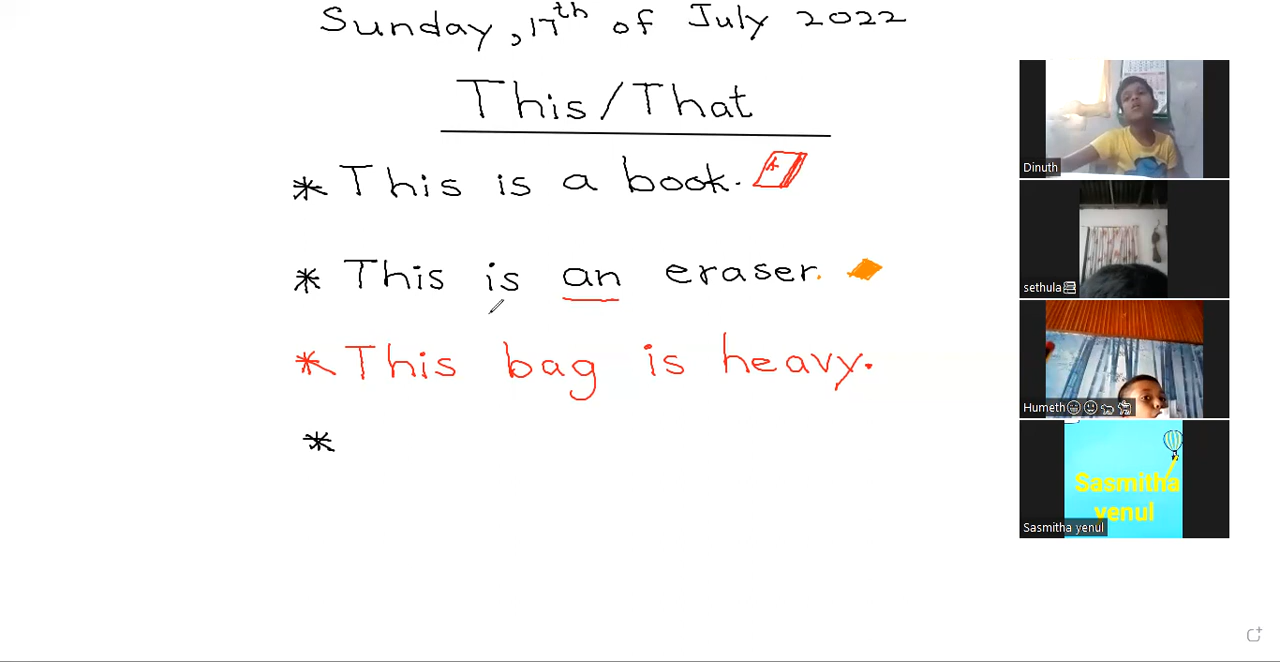 Sunday, 17th of July 2022
This/That
* This is a book.
* This is an eraser.
* This bag is heavy.
*
Dinuth
sethula
Humeth
Sasmitha
yenul
Sasmitha yenul